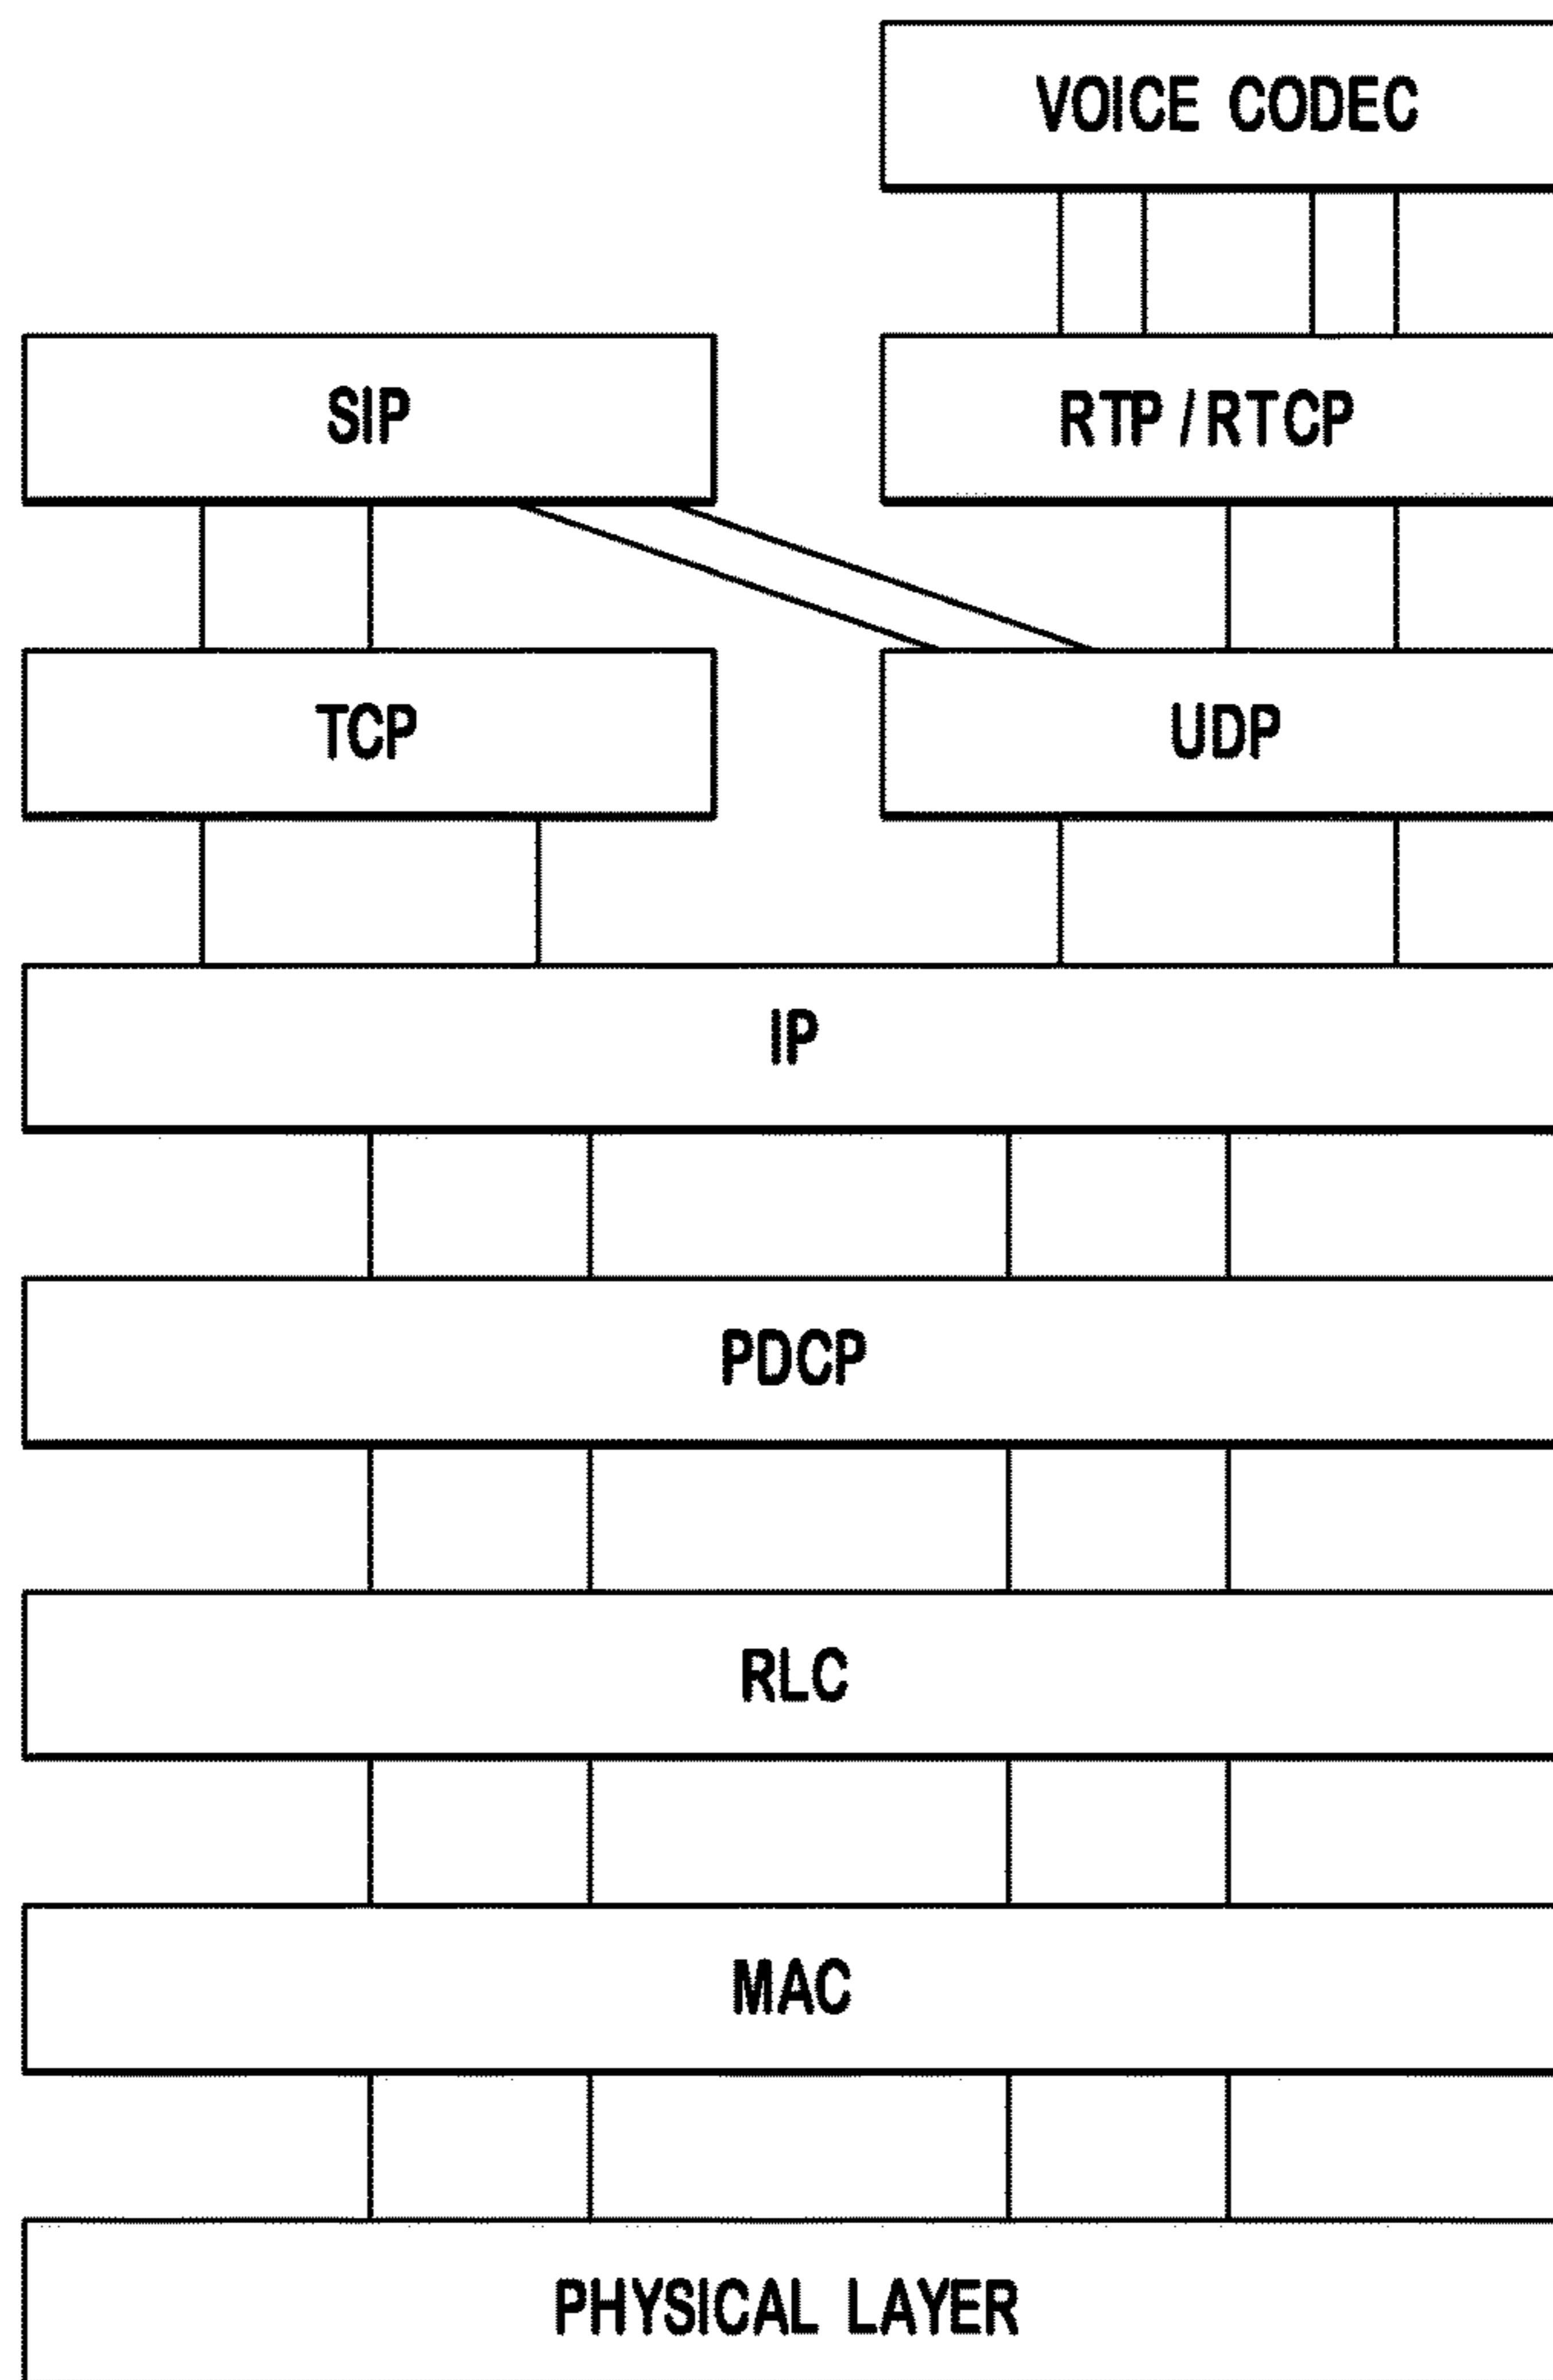 VOICE CODEC
SIP
RTP/RTCP
TCP
UDP
IP
PDCP
RLC
MAC
PHYSICAL LAYER